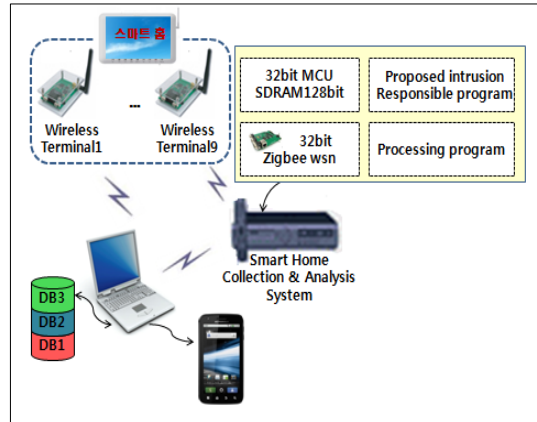 스마트 홈
32bit MCU
SDRAM128bit
Proposed intrusion
Responsible program
...
Wireless
Terminal1
Wireless
Terminal9
32bit
Zigbee wsn
Processing program
Smart Home
Collection & Analysis
System
DB3
DB2
DB1